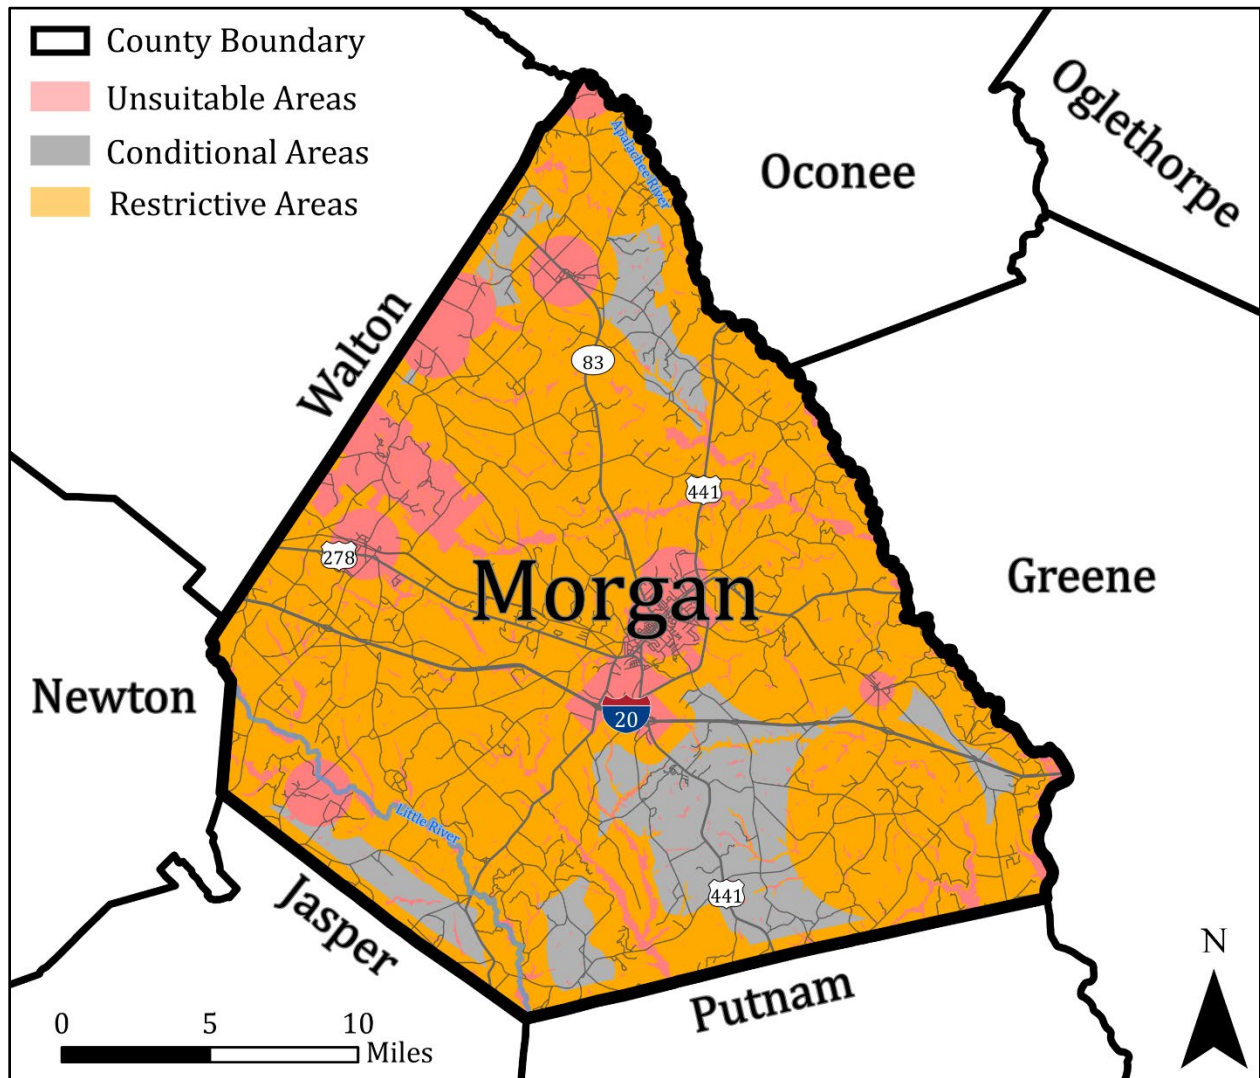 County Boundary
Unsuitable Areas
Conditional Areas
Restrictive Areas
Oglethorpe
Oconee
Apalachee River
Walton
83
441
278
Morgan
Greene
Newton
20
Little River
441
Jasper
Putnam
N
0 5 10
Miles